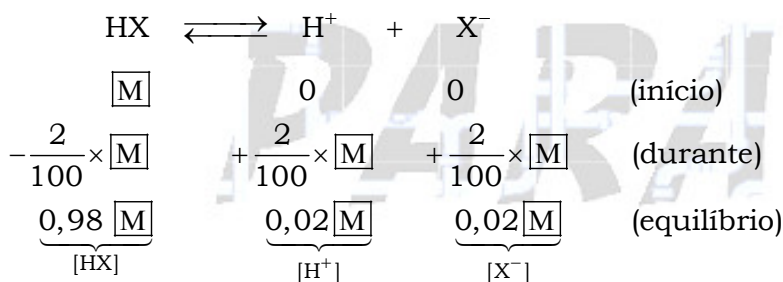 HX ⇌ H⁺ + X⁻
M 0 0 (início)
−2/100 × M +2/100 × M +2/100 × M (durante)
0,98 M 0,02 M 0,02 M (equilíbrio)
[HX] [H⁺] [X⁻]
PARA